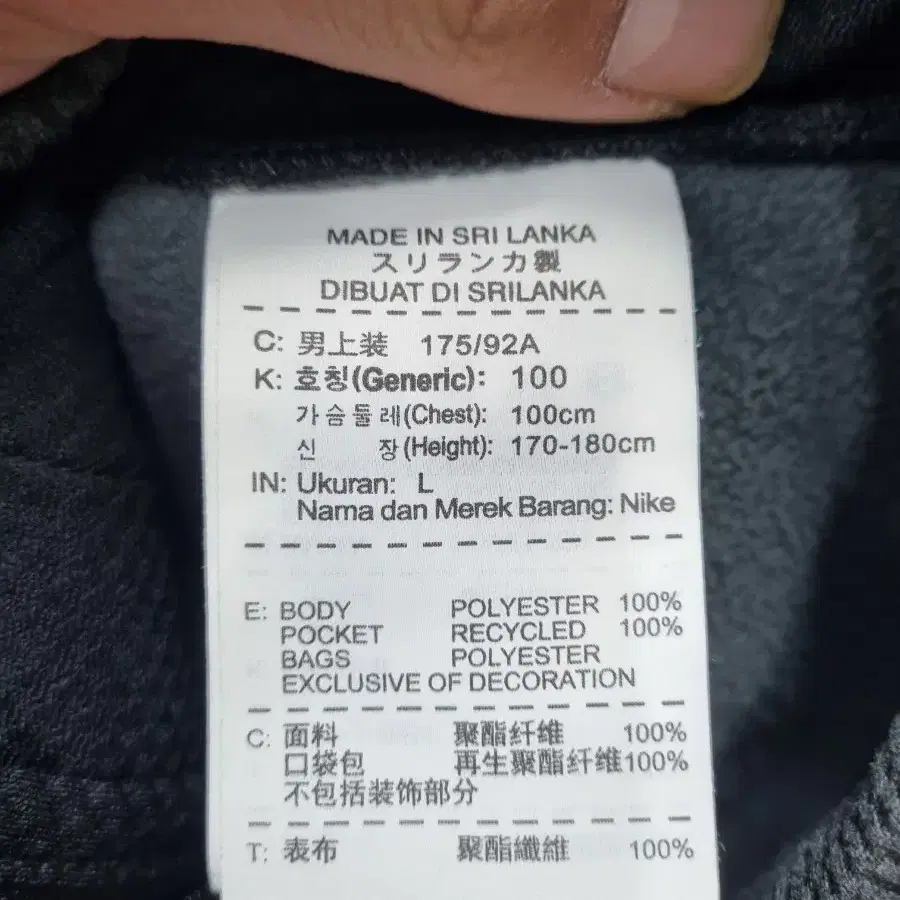 MADE IN SRI LANKA
スリランカ製
DIBUAT DI SRILANKA
C: 男上装 175/92A
K: 호칭(Generic): 100
가슴둘레(Chest): 100cm
신 장(Height): 170-180cm
IN: Ukuran: L
Nama dan Merek Barang: Nike
E: BODY POLYESTER 100%
POCKET RECYCLED 100%
BAGS POLYESTER
EXCLUSIVE OF DECORATION
C: 面料 聚酯纤维 100%
口袋包 再生聚酯纤维100%
不包括装饰部分
T: 表布 聚酯纖維 100%